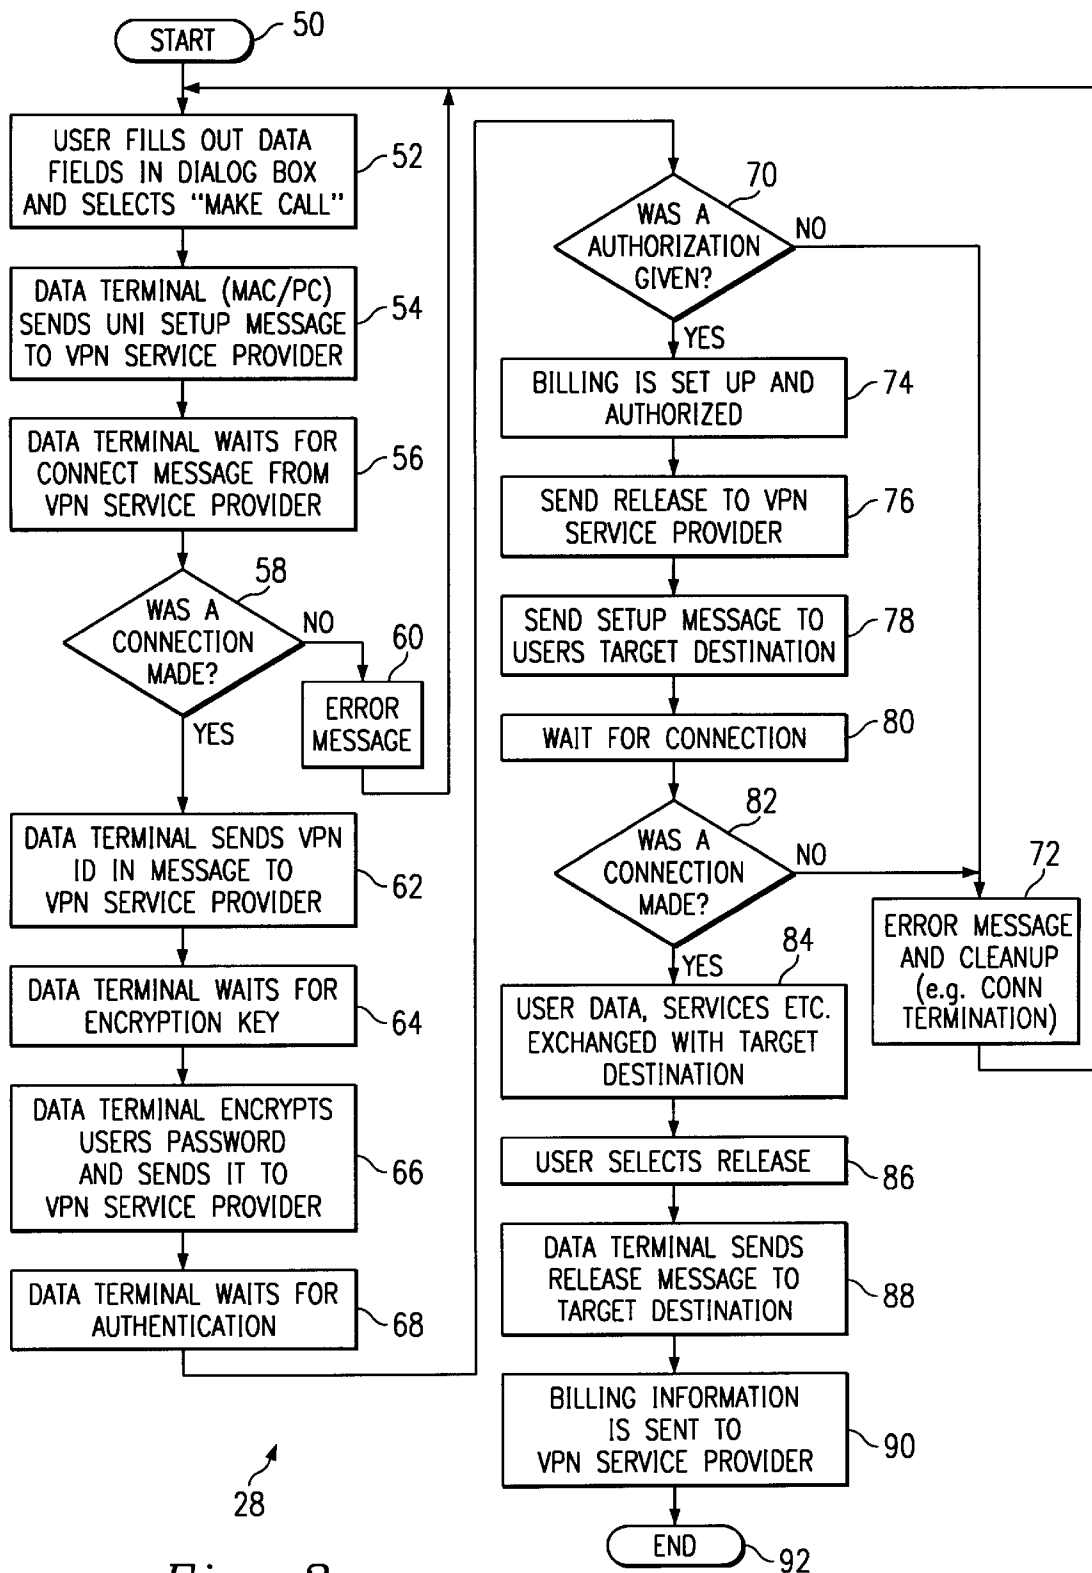 START
50
USER FILLS OUT DATA
FIELDS IN DIALOG BOX
AND SELECTS "MAKE CALL"
52
DATA TERMINAL (MAC/PC)
SENDS UNI SETUP MESSAGE
TO VPN SERVICE PROVIDER
54
DATA TERMINAL WAITS FOR
CONNECT MESSAGE FROM
VPN SERVICE PROVIDER
56
58
WAS A
CONNECTION
MADE?
NO
YES
60
ERROR
MESSAGE
DATA TERMINAL SENDS VPN
ID IN MESSAGE TO
VPN SERVICE PROVIDER
62
DATA TERMINAL WAITS FOR
ENCRYPTION KEY
64
DATA TERMINAL ENCRYPTS
USERS PASSWORD
AND SENDS IT TO
VPN SERVICE PROVIDER
66
DATA TERMINAL WAITS FOR
AUTHENTICATION
68
70
WAS A
AUTHORIZATION
GIVEN?
NO
YES
BILLING IS SET UP AND
AUTHORIZED
74
SEND RELEASE TO VPN
SERVICE PROVIDER
76
SEND SETUP MESSAGE TO
USERS TARGET DESTINATION
78
WAIT FOR CONNECTION
80
82
WAS A
CONNECTION
MADE?
NO
YES
72
ERROR MESSAGE
AND CLEANUP
(e.g. CONN
TERMINATION)
84
USER DATA, SERVICES ETC.
EXCHANGED WITH TARGET
DESTINATION
USER SELECTS RELEASE
86
DATA TERMINAL SENDS
RELEASE MESSAGE TO
TARGET DESTINATION
88
BILLING INFORMATION
IS SENT TO
VPN SERVICE PROVIDER
90
END
92
28